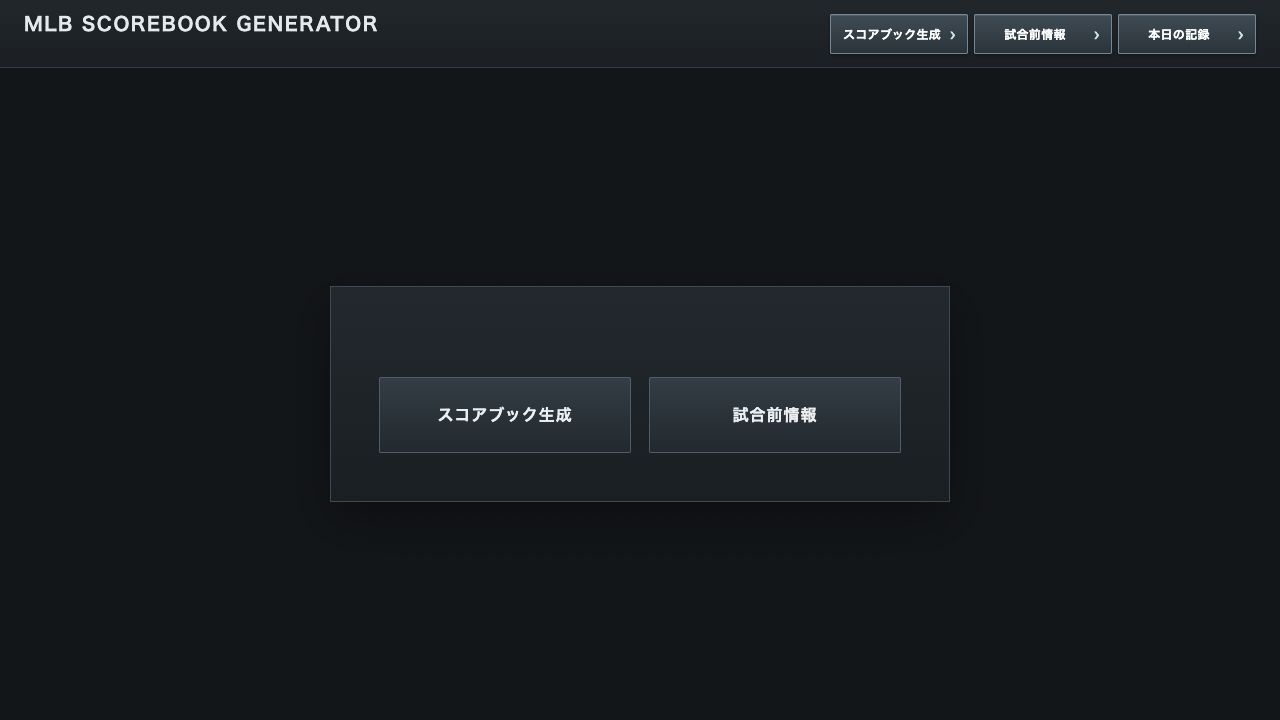 MLB SCOREBOOK GENERATOR
スコアブック生成 ›
試合前情報 ›
本日の記録 ›
スコアブック生成
試合前情報